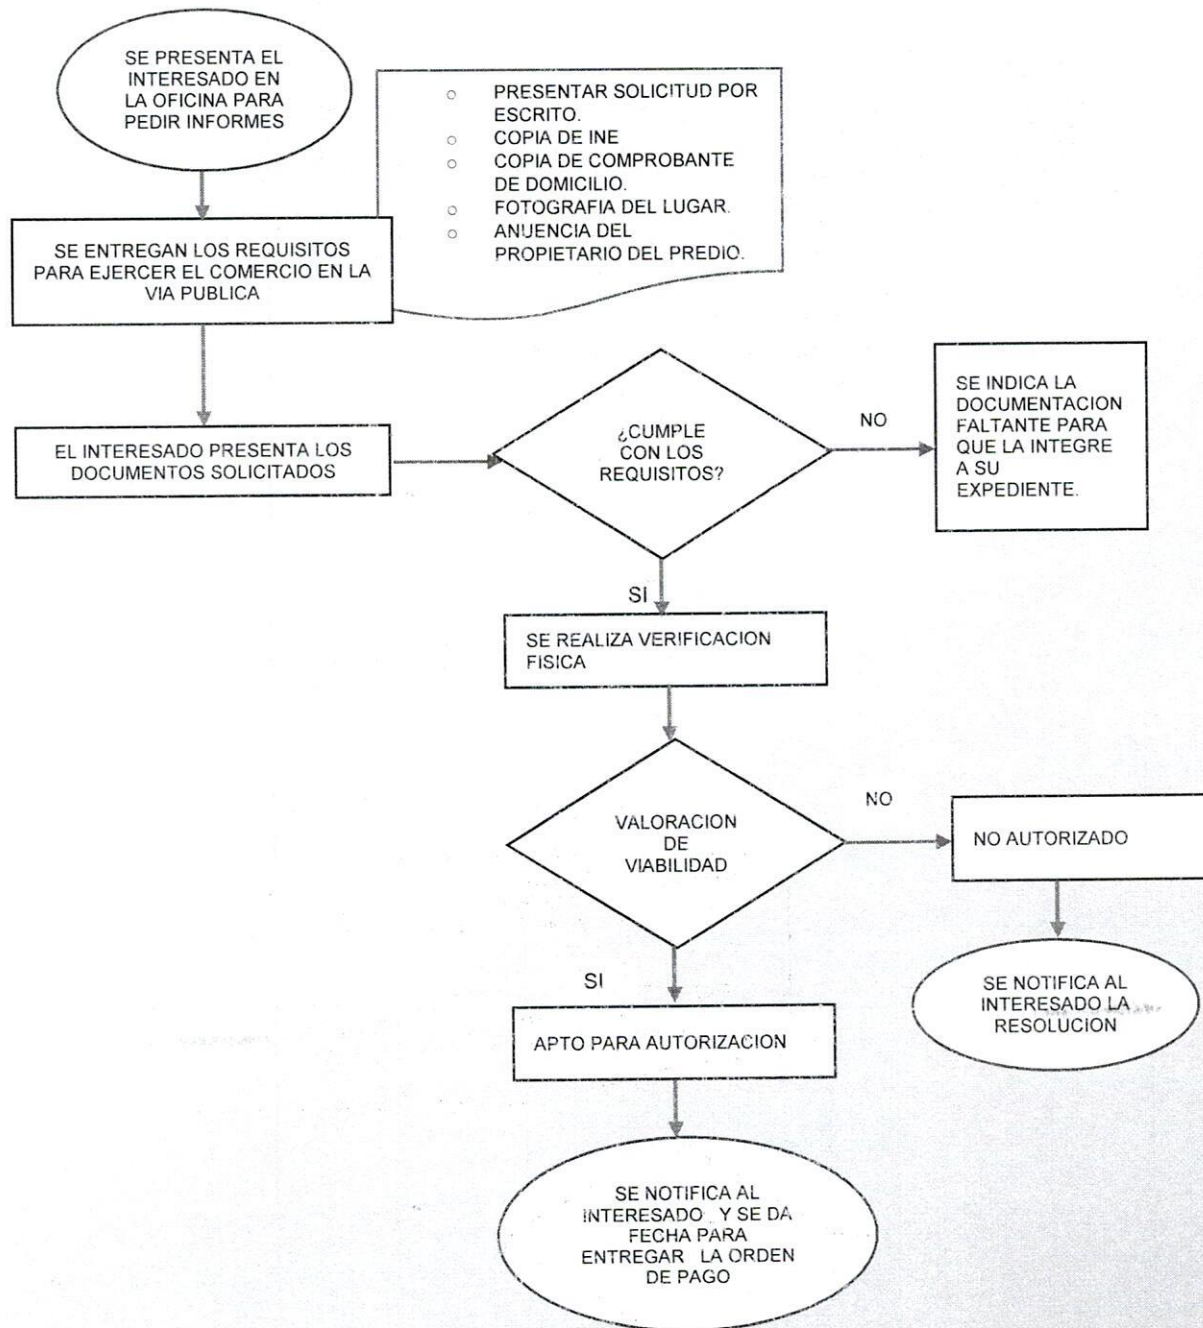 SE PRESENTA EL
INTERESADO EN
LA OFICINA PARA
PEDIR INFORMES
○ PRESENTAR SOLICITUD POR
ESCRITO.
○ COPIA DE INE
○ COPIA DE COMPROBANTE
DE DOMICILIO.
○ FOTOGRAFIA DEL LUGAR.
○ ANUENCIA DEL
PROPIETARIO DEL PREDIO.
SE ENTREGAN LOS REQUISITOS
PARA EJERCER EL COMERCIO EN LA
VIA PUBLICA
EL INTERESADO PRESENTA LOS
DOCUMENTOS SOLICITADOS
¿CUMPLE
CON LOS
REQUISITOS?
NO
SE INDICA LA
DOCUMENTACION
FALTANTE PARA
QUE LA INTEGRE
A SU
EXPEDIENTE.
SI
SE REALIZA VERIFICACION
FISICA
VALORACION
DE
VIABILIDAD
NO
NO AUTORIZADO
SE NOTIFICA AL
INTERESADO LA
RESOLUCION
SI
APTO PARA AUTORIZACION
SE NOTIFICA AL
INTERESADO Y SE DA
FECHA PARA
ENTREGAR LA ORDEN
DE PAGO